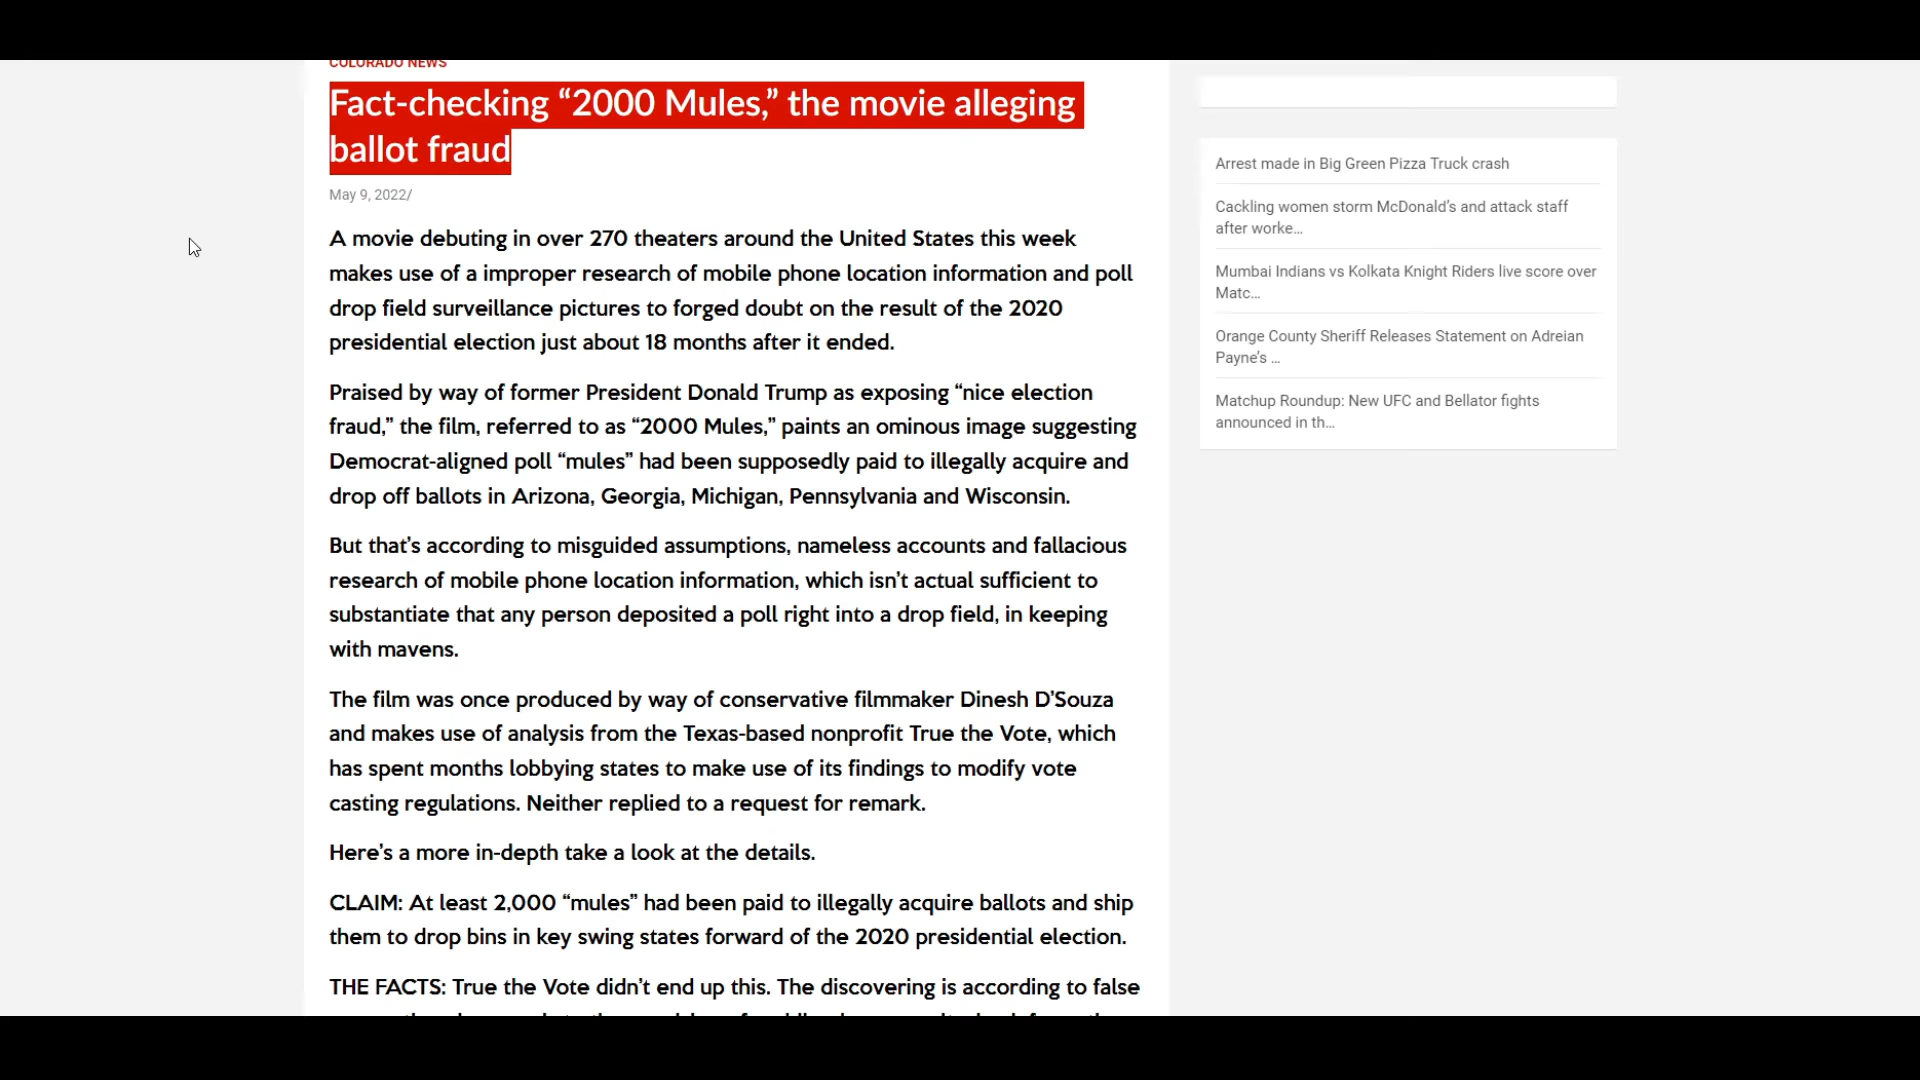 COLORADO NEWS
Fact-checking “2000 Mules,” the movie alleging
ballot fraud
May 9, 2022/
A movie debuting in over 270 theaters around the United States this week
makes use of a improper research of mobile phone location information and poll
drop field surveillance pictures to forged doubt on the result of the 2020
presidential election just about 18 months after it ended.
Praised by way of former President Donald Trump as exposing “nice election
fraud,” the film, referred to as “2000 Mules,” paints an ominous image suggesting
Democrat-aligned poll “mules” had been supposedly paid to illegally acquire and
drop off ballots in Arizona, Georgia, Michigan, Pennsylvania and Wisconsin.
But that’s according to misguided assumptions, nameless accounts and fallacious
research of mobile phone location information, which isn’t actual sufficient to
substantiate that any person deposited a poll right into a drop field, in keeping
with mavens.
The film was once produced by way of conservative filmmaker Dinesh D’Souza
and makes use of analysis from the Texas-based nonprofit True the Vote, which
has spent months lobbying states to make use of its findings to modify vote
casting regulations. Neither replied to a request for remark.
Here’s a more in-depth take a look at the details.
CLAIM: At least 2,000 “mules” had been paid to illegally acquire ballots and ship
them to drop bins in key swing states forward of the 2020 presidential election.
THE FACTS: True the Vote didn’t end up this. The discovering is according to false
Arrest made in Big Green Pizza Truck crash
Cackling women storm McDonald’s and attack staff
after worke...
Mumbai Indians vs Kolkata Knight Riders live score over
Matc...
Orange County Sheriff Releases Statement on Adreian
Payne’s ...
Matchup Roundup: New UFC and Bellator fights
announced in th...